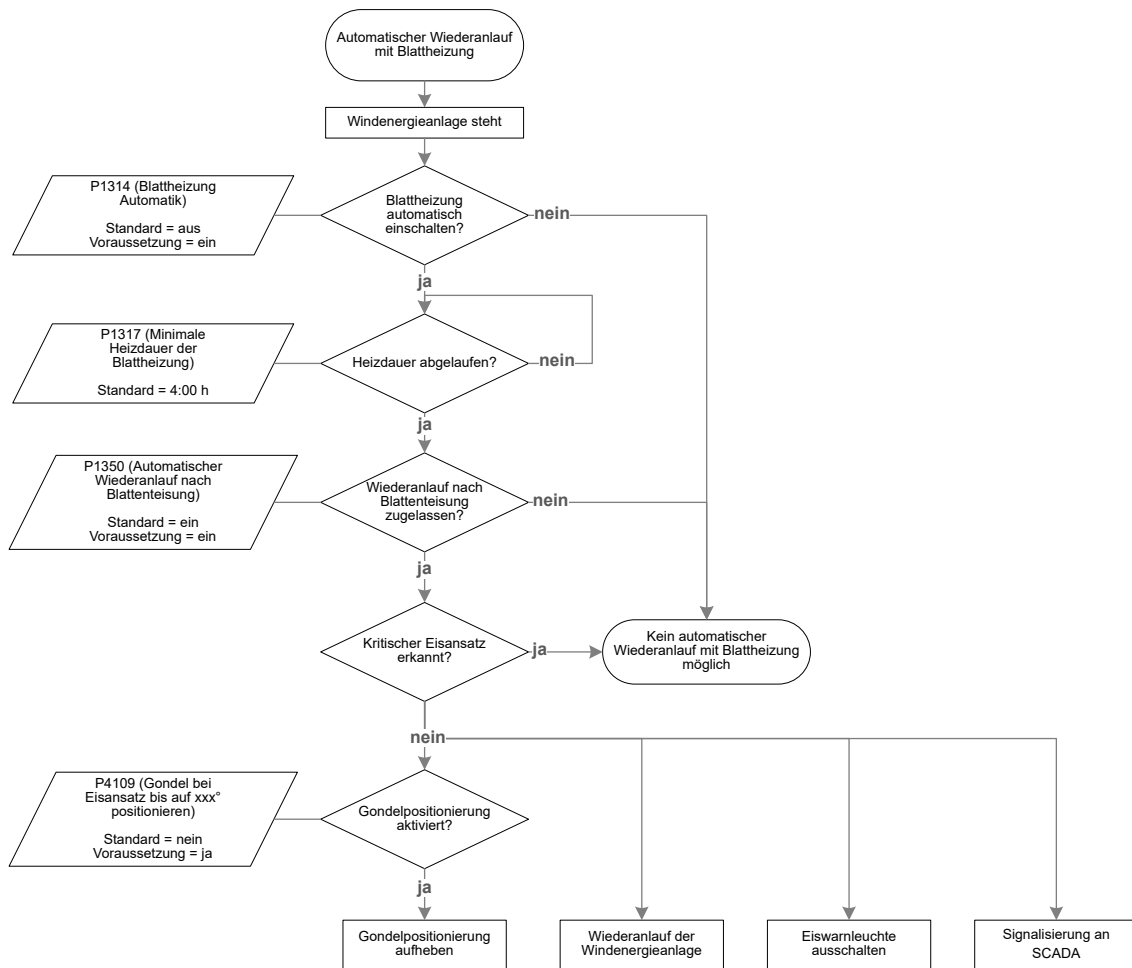 Automatischer Wiederanlauf
mit Blattheizung
Windenergieanlage steht
P1314 (Blattheizung
Automatik)
Standard = aus
Voraussetzung = ein
Blattheizung
automatisch
einschalten?
nein
ja
P1317 (Minimale
Heizdauer der
Blattheizung)
Standard = 4:00 h
Heizdauer abgelaufen?
nein
ja
P1350 (Automatischer
Wiederanlauf nach
Blattenteisung)
Standard = ein
Voraussetzung = ein
Wiederanlauf nach
Blattenteisung
zugelassen?
nein
ja
Kritischer Eisansatz
erkannt?
ja
Kein automatischer
Wiederanlauf mit Blattheizung
möglich
nein
P4109 (Gondel bei
Eisansatz bis auf xxx°
positionieren)
Standard = nein
Voraussetzung = ja
Gondelpositionierung
aktiviert?
ja
Gondelpositionierung
aufheben
Wiederanlauf der
Windenergieanlage
Eiswarnleuchte
ausschalten
Signalisierung an
SCADA